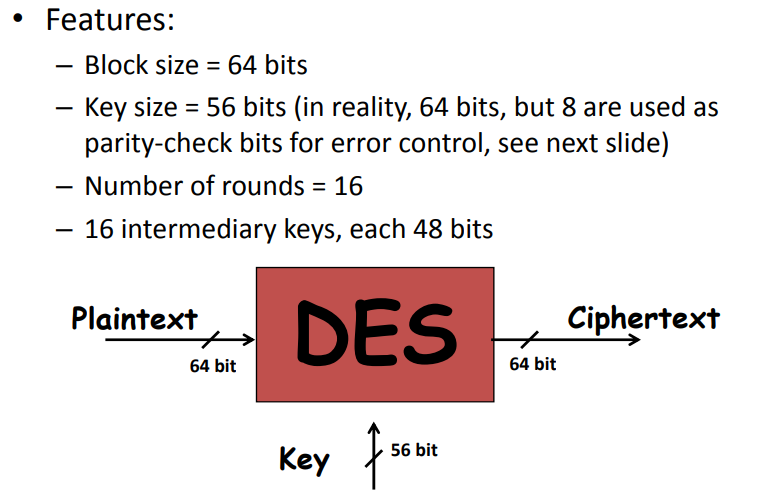 • Features:
– Block size = 64 bits
– Key size = 56 bits (in reality, 64 bits, but 8 are used as
parity-check bits for error control, see next slide)
– Number of rounds = 16
– 16 intermediary keys, each 48 bits
Plaintext
64 bit
DES
Ciphertext
64 bit
Key
56 bit